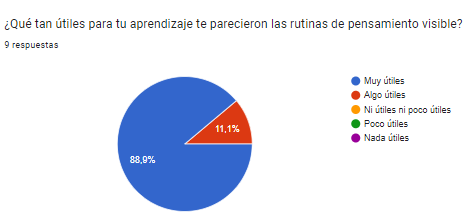 ¿Qué tan útiles para tu aprendizaje te parecieron las rutinas de pensamiento visible?
9 respuestas
Muy útiles
Algo útiles
Ni útiles ni poco útiles
Poco útiles
Nada útiles
11,1%
88,9%